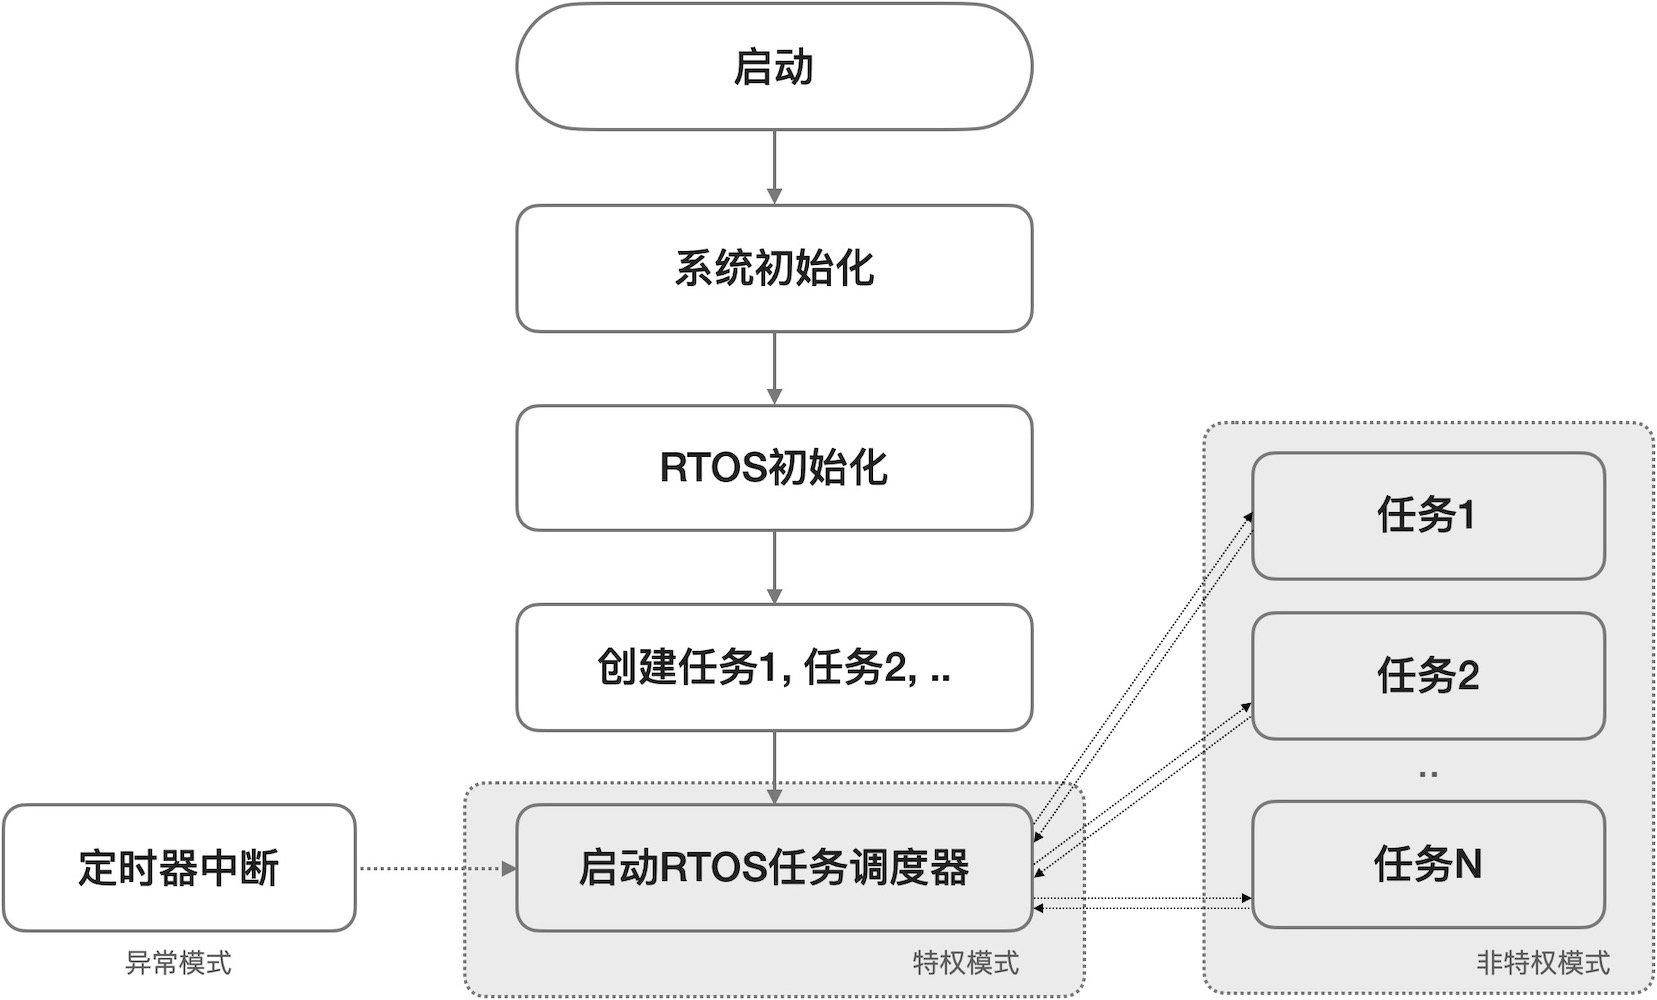 启动
系统初始化
RTOS初始化
创建任务1, 任务2, ..
启动RTOS任务调度器
特权模式
定时器中断
异常模式
任务1
任务2
..
任务N
非特权模式